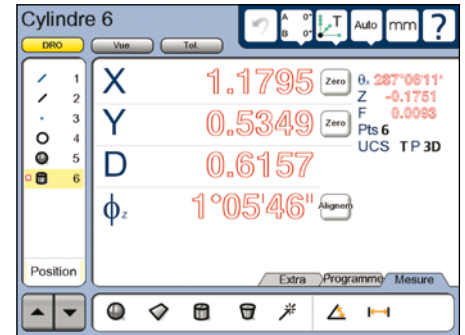 Cylindre 6
A 0° T Auto mm ?
B 0°
DRO Vue Tol.
1
2
3
4
5
6
Position
X 1.1795 Zero
Y 0.5349 Zero
D 0.6157
ϕz 1°05'46" Alignem
θx 287°06'11"
Z -0.1751
F 0.0093
Pts 6
UCS T P 3D
Extra Programme Mesure